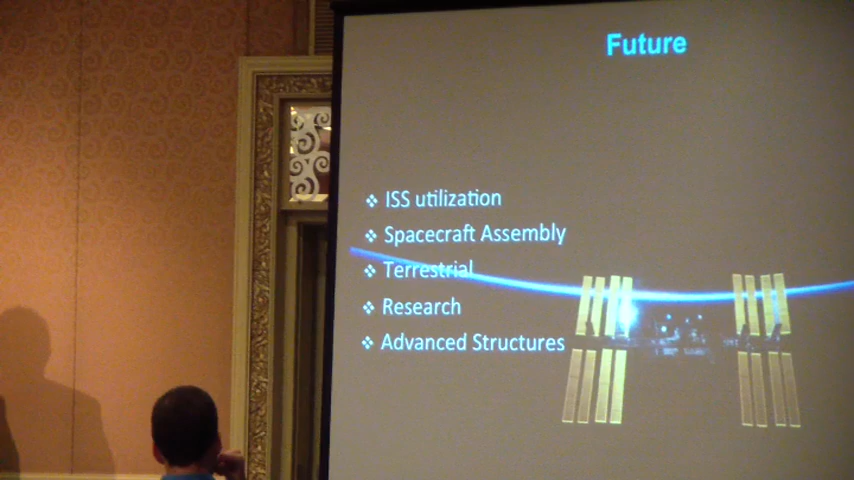 Future
❖ ISS utilization
❖ Spacecraft Assembly
❖ Terrestrial
❖ Research
❖ Advanced Structures